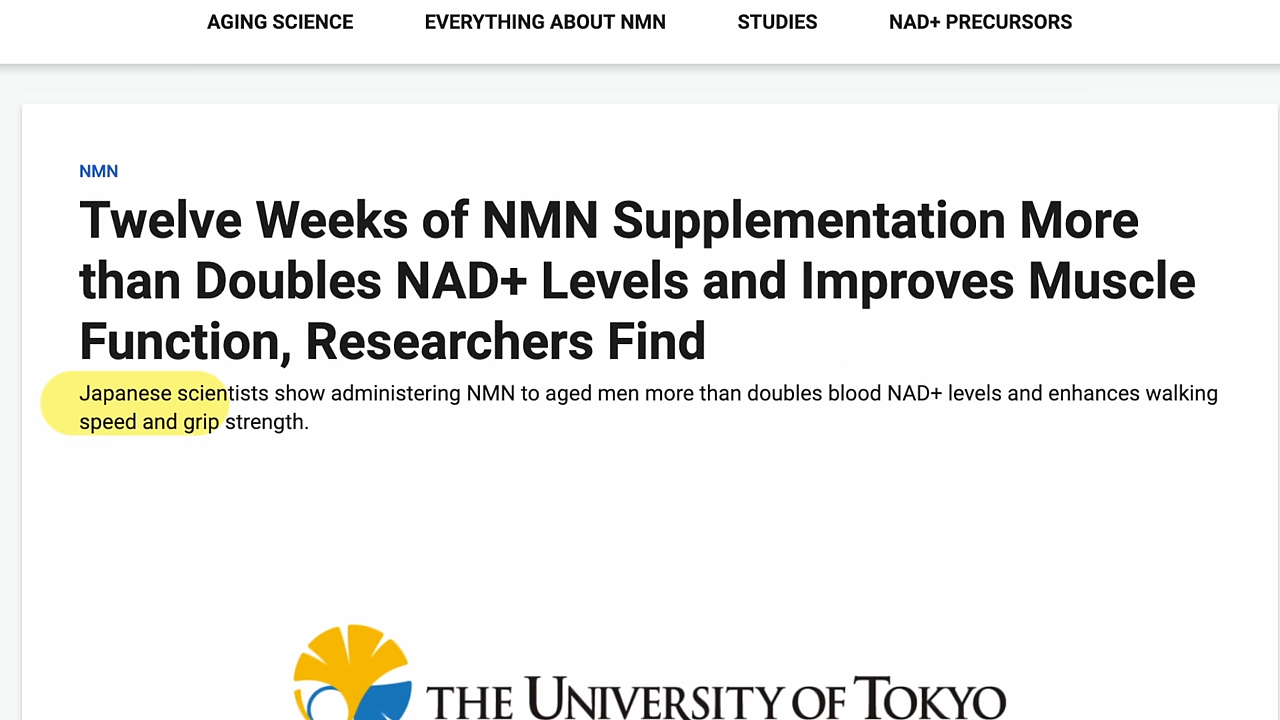 AGING SCIENCE EVERYTHING ABOUT NMN STUDIES NAD+ PRECURSORS
NMN
Twelve Weeks of NMN Supplementation More
than Doubles NAD+ Levels and Improves Muscle
Function, Researchers Find
Japanese scientists show administering NMN to aged men more than doubles blood NAD+ levels and enhances walking
speed and grip strength.
THE UNIVERSITY OF TOKYO